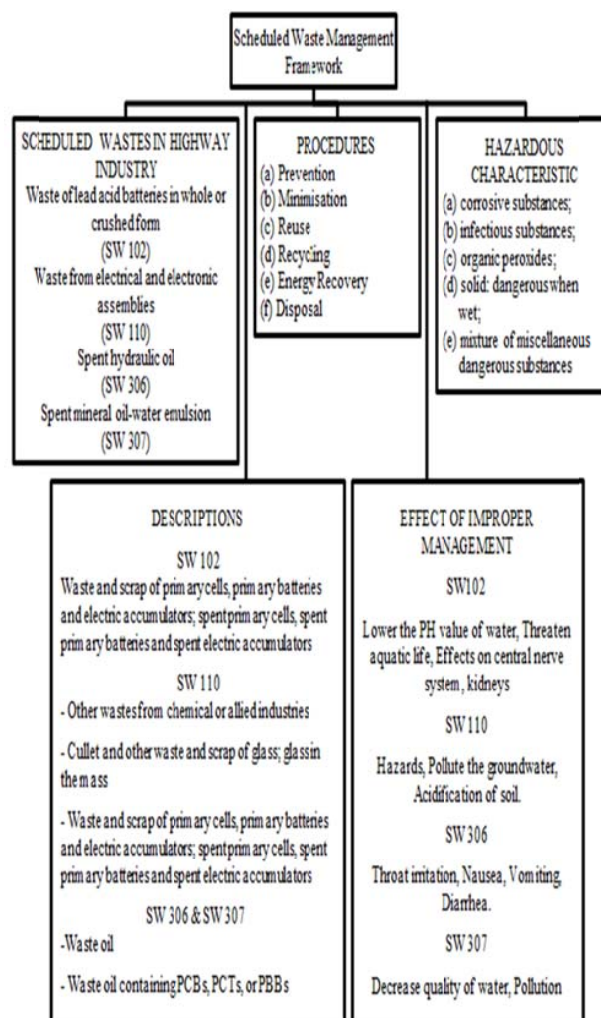 Scheduled Waste Management
Framework
SCHEDULED WASTES IN HIGHWAY
INDUSTRY
Waste of lead acid batteries in whole or
crushed form
(SW 102)
Waste from electrical and electronic
assemblies
(SW 110)
Spent hydraulic oil
(SW 306)
Spent mineral oil-water emulsion
(SW 307)
PROCEDURES
(a) Prevention
(b) Minimisation
(c) Reuse
(d) Recycling
(e) Energy Recovery
(f) Disposal
HAZARDOUS
CHARACTERISTIC
(a) corrosive substances;
(b) infectious substances;
(c) organic peroxides;
(d) solid: dangerous when
wet;
(e) mixture of miscellaneous
dangerous substances
DESCRIPTIONS
SW 102
Waste and scrap of primary cells, primary batteries
and electric accumulators; spent primary cells, spent
primary batteries and spent electric accumulators
SW 110
- Other wastes from chemical or allied industries
- Cullet and other waste and scrap of glass; glass in
the mass
- Waste and scrap of primary cells, primary batteries
and electric accumulators; spent primary cells, spent
primary batteries and spent electric accumulators
SW 306 & SW 307
-Waste oil
- Waste oil containing PCBs, PCTs, or PBBs
EFFECT OF IMPROPER
MANAGEMENT
SW102
Lower the PH value of water, Threaten
aquatic life, Effects on central nerve
system, kidneys
SW 110
Hazards, Pollute the groundwater,
Acidification of soil.
SW 306
Throat irritation, Nausea, Vomiting,
Diarrhea.
SW 307
Decrease quality of water, Pollution